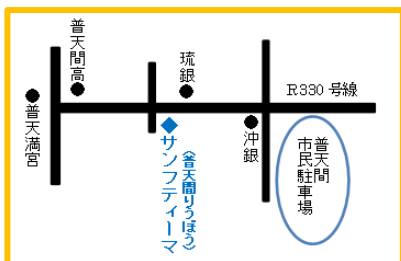 普天間高
琉銀
R330 号線
普天満宮
◆サンフティーマ
(普天間りうぼう)
沖銀
普天間
市民駐車場